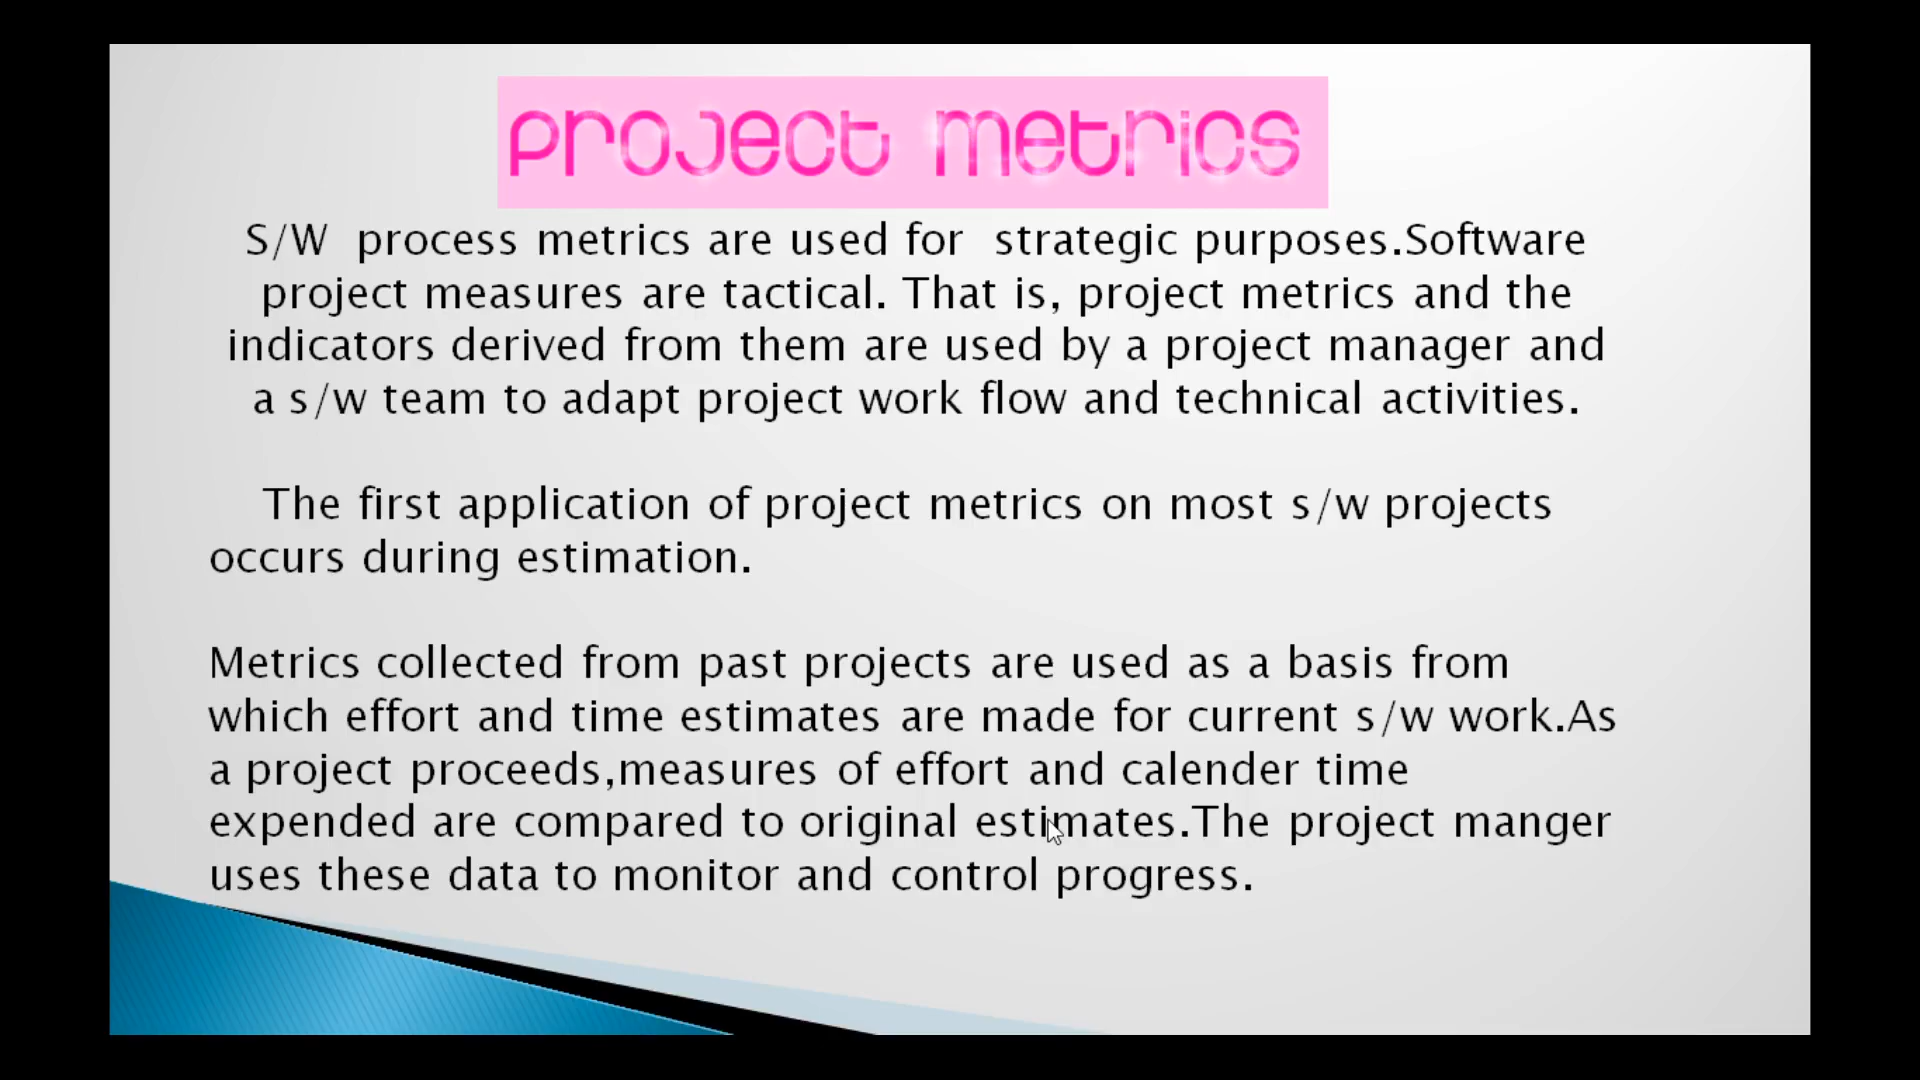 PROJECT METRICS
S/W process metrics are used for strategic purposes.Software
project measures are tactical. That is, project metrics and the
indicators derived from them are used by a project manager and
a s/w team to adapt project work flow and technical activities.
The first application of project metrics on most s/w projects
occurs during estimation.
Metrics collected from past projects are used as a basis from
which effort and time estimates are made for current s/w work.As
a project proceeds,measures of effort and calender time
expended are compared to original estimates.The project manger
uses these data to monitor and control progress.